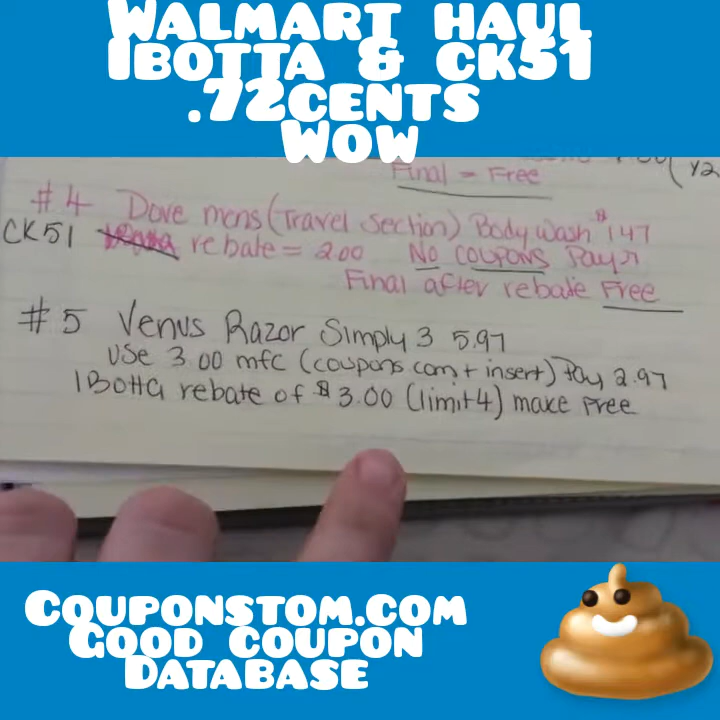 Walmart haul
Ibotta & CK51
.72cents
Wow
Final = Free
#4 Dove mens (Travel Section) Body wash $1.47
CK51 rebate = 2.00 No Coupons Pay
Final after rebate Free
#5 Venus Razor Simply 3 5.97
Use 3.00 mfc (coupons.com + insert) Pay 2.97
IBotta rebate of $3.00 (limit 4) make Free
Couponstom.com
Good Coupon
Database